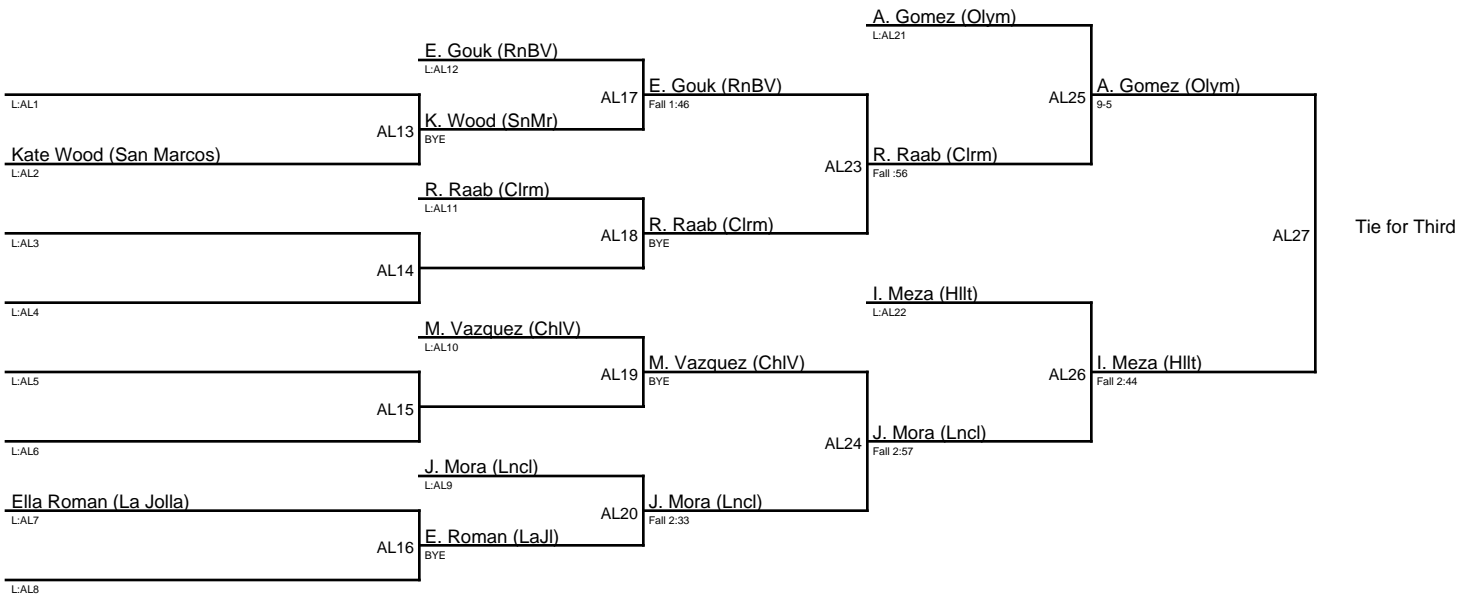 A. Gomez (Olym)
L:AL21
E. Gouk (RnBV)
L:AL12
L:AL1
AL17
E. Gouk (RnBV)
Fall 1:46
AL25
A. Gomez (Olym)
9-5
AL13
K. Wood (SnMr)
BYE
Kate Wood (San Marcos)
L:AL2
AL23
R. Raab (Clrm)
Fall :56
R. Raab (Clrm)
L:AL11
L:AL3
AL18
R. Raab (Clrm)
BYE
AL27
Tie for Third
AL14
L:AL4
I. Meza (Hllt)
L:AL22
M. Vazquez (ChlV)
L:AL10
L:AL5
AL19
M. Vazquez (ChlV)
BYE
AL26
I. Meza (Hllt)
Fall 2:44
AL15
L:AL6
AL24
J. Mora (Lncl)
Fall 2:57
J. Mora (Lncl)
L:AL9
Ella Roman (La Jolla)
L:AL7
AL20
J. Mora (Lncl)
Fall 2:33
AL16
E. Roman (LaJl)
BYE
L:AL8